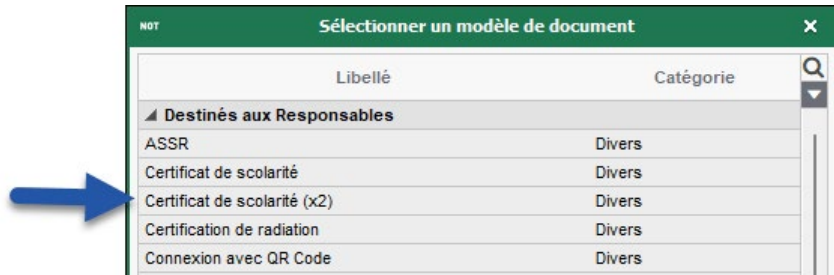 NOT Sélectionner un modèle de document
Libellé Catégorie
Destinés aux Responsables
ASSR Divers
Certificat de scolarité Divers
Certificat de scolarité (x2) Divers
Certification de radiation Divers
Connexion avec QR Code Divers